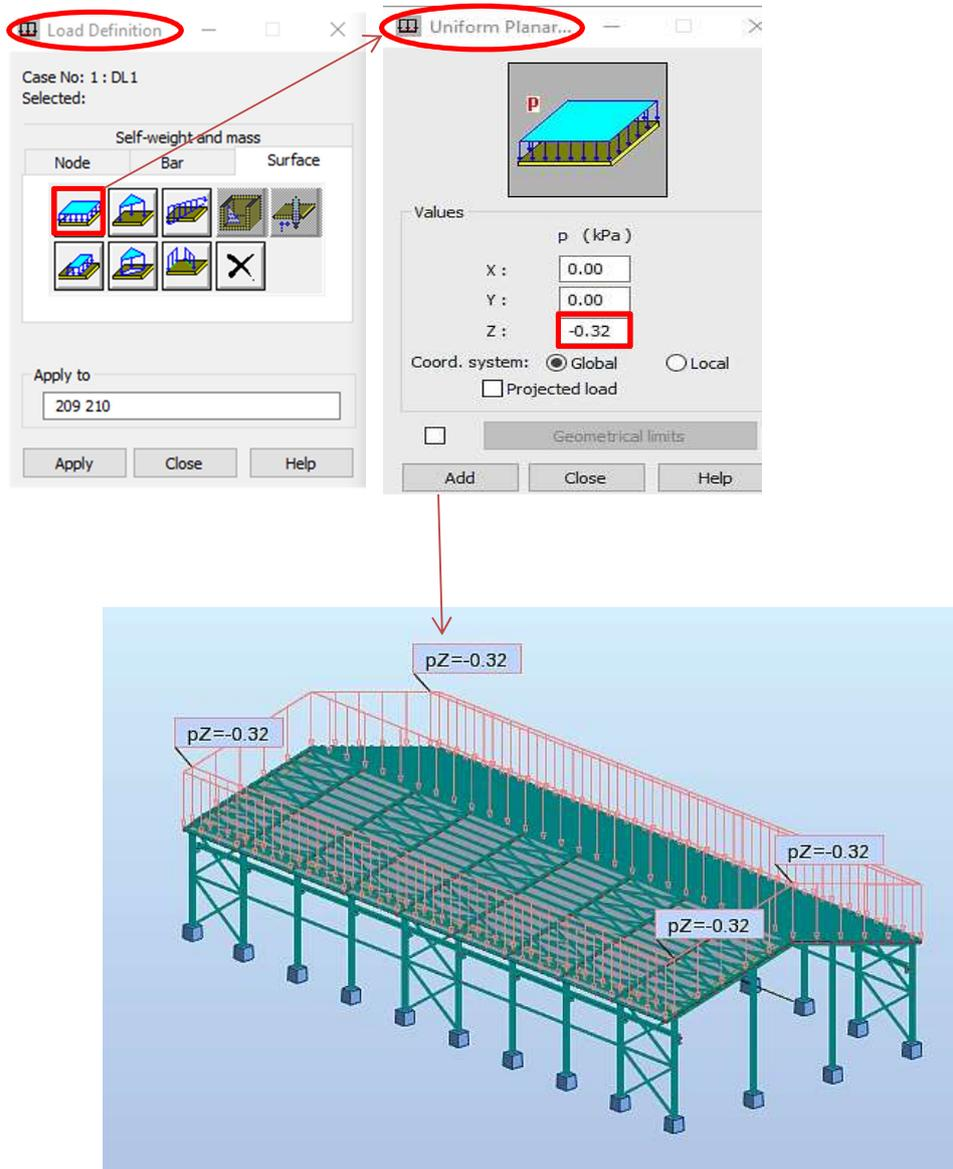 Load Definition
Case No: 1 : DL1
Selected:
Self-weight and mass
Node
Bar
Surface
Apply to
209 210
Apply
Close
Help
Uniform Planar...
p
Values
p (kPa)
X :
0.00
Y :
0.00
Z :
-0.32
Coord. system:
Global
Local
Projected load
Geometrical limits
Add
Close
Help
pZ=-0.32
pZ=-0.32
pZ=-0.32
pZ=-0.32